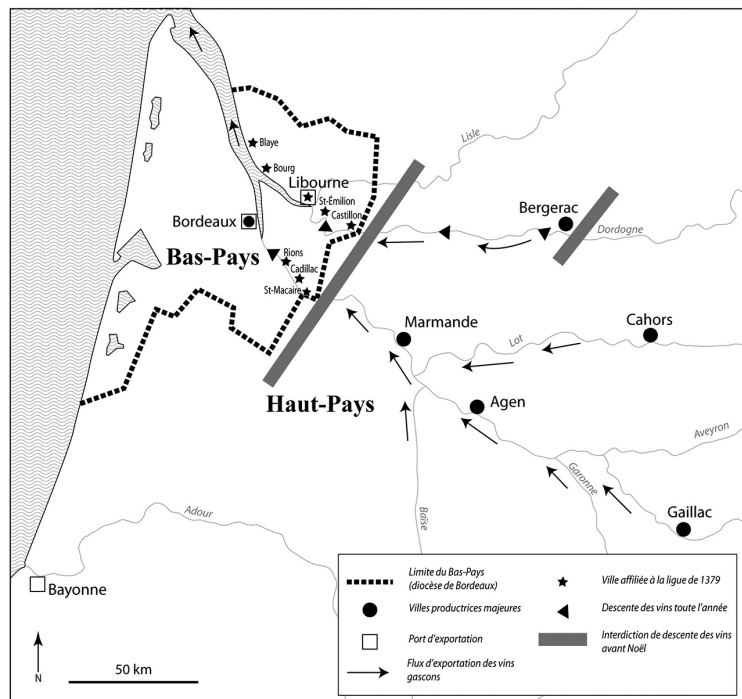 Lisle
Blaye
Bourg
Libourne
St-Émilion
Castillon
Bordeaux
Bergerac
Dordogne
Bas-Pays
Rions
Cadillac
St-Macaire
Marmande
Cahors
Lot
Haut-Pays
Agen
Aveyron
Garonne
Baïse
Gaillac
Adour
Bayonne
N
50 km
Limite du Bas-Pays
(diocèse de Bordeaux)
Villes productrices majeures
Port d'exportation
Flux d'exportation des vins
gascons
Ville affiliée à la ligue de 1379
Descente des vins toute l'année
Interdiction de descente des vins
avant Noël